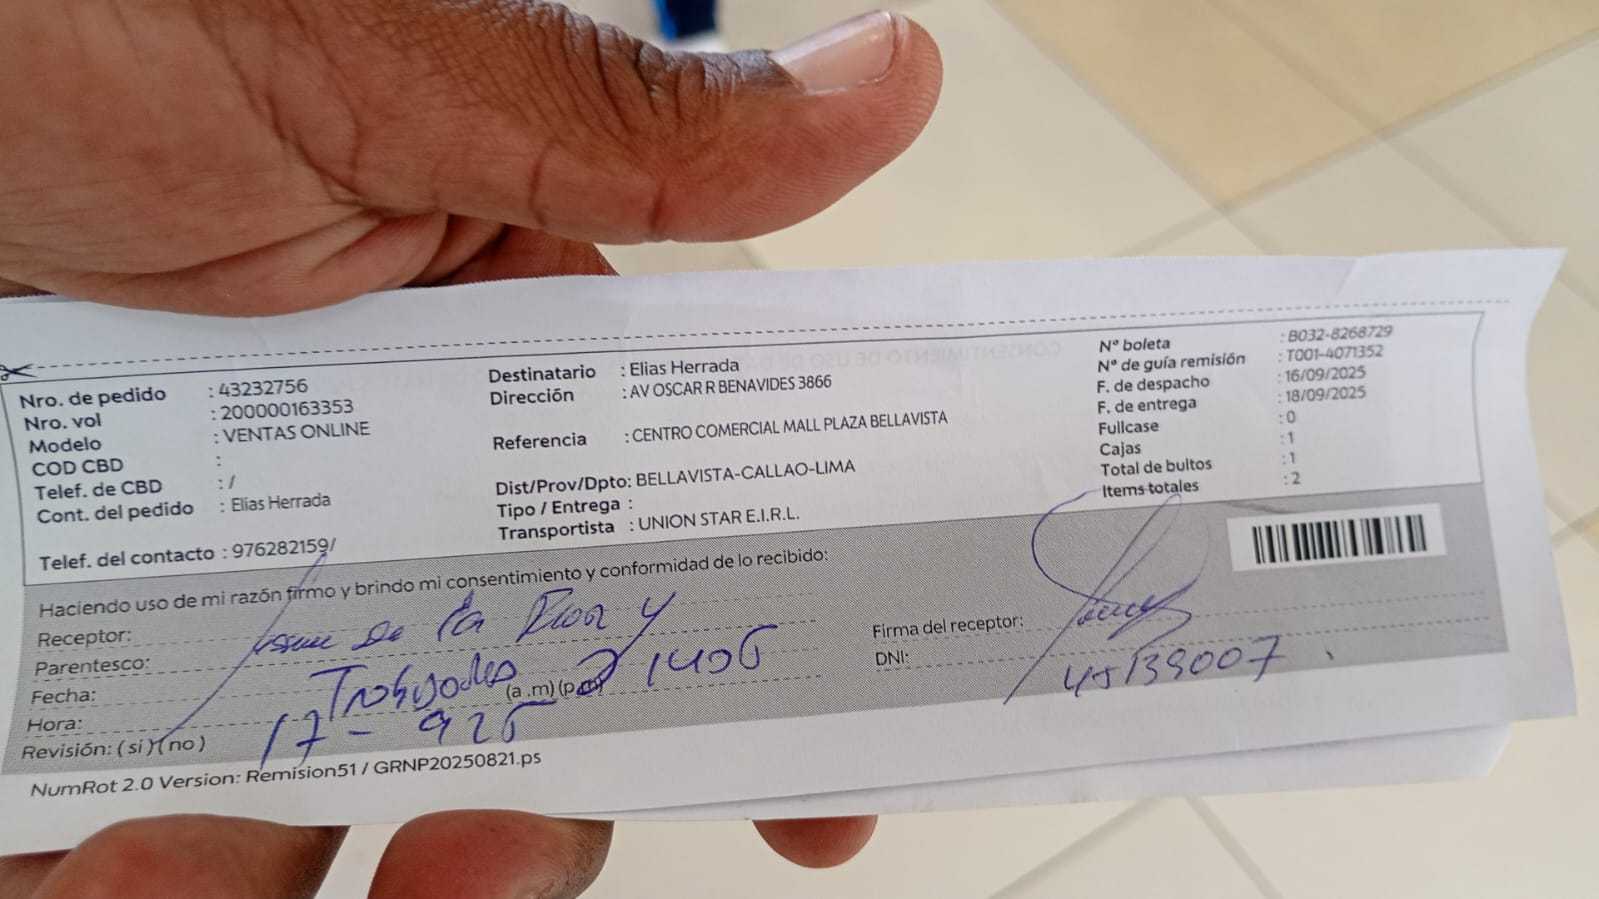 Nro. de pedido : 43232756
Nro. vol : 200000163353
Modelo : VENTAS ONLINE
COD CBD :
Telef. de CBD : /
Cont. del pedido : Elias Herrada
Telef. del contacto : 976282159/
Destinatario : Elias Herrada
Dirección : AV OSCAR R BENAVIDES 3866
Referencia : CENTRO COMERCIAL MALL PLAZA BELLAVISTA
Dist/Prov/Dpto: BELLAVISTA-CALLAO-LIMA
Tipo / Entrega :
Transportista : UNION STAR E.I.R.L.
N° boleta : B032-8268729
N° de guía remisión : T001-4071352
F. de despacho : 16/09/2025
F. de entrega : 18/09/2025
Fullcase : 0
Cajas : 1
Total de bultos : 1
Items totales : 2
Haciendo uso de mi razón firmo y brindo mi consentimiento y conformidad de lo recibido:
Receptor: De la
Parentesco:
Fecha:
Hora: (a .m) (p.m)
17 - 925
Revisión: ( si ) ( no )
Firma del receptor:
DNI: 45139007
NumRot 2.0 Version: Remision51 / GRNP20250821.ps